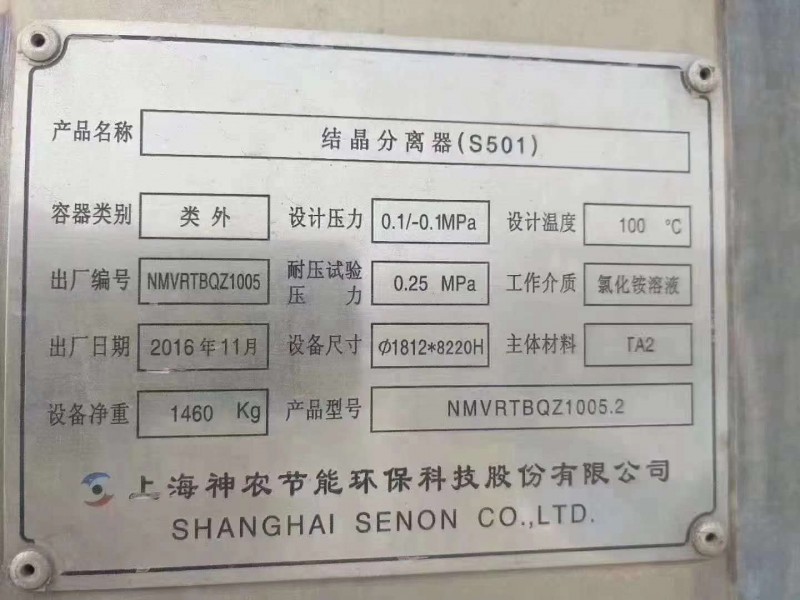 产品名称 结晶分离器(S501)
容器类别 类外 设计压力 0.1/-0.1MPa 设计温度 100 ℃
出厂编号 NMVRTBQZ1005 耐压试验压力 0.25 MPa 工作介质 氯化铵溶液
出厂日期 2016年11月 设备尺寸 Φ1812*8220H 主体材料 TA2
设备净重 1460 Kg 产品型号 NMVRTBQZ1005.2
上海神农节能环保科技股份有限公司
SHANGHAI SENON CO.,LTD.